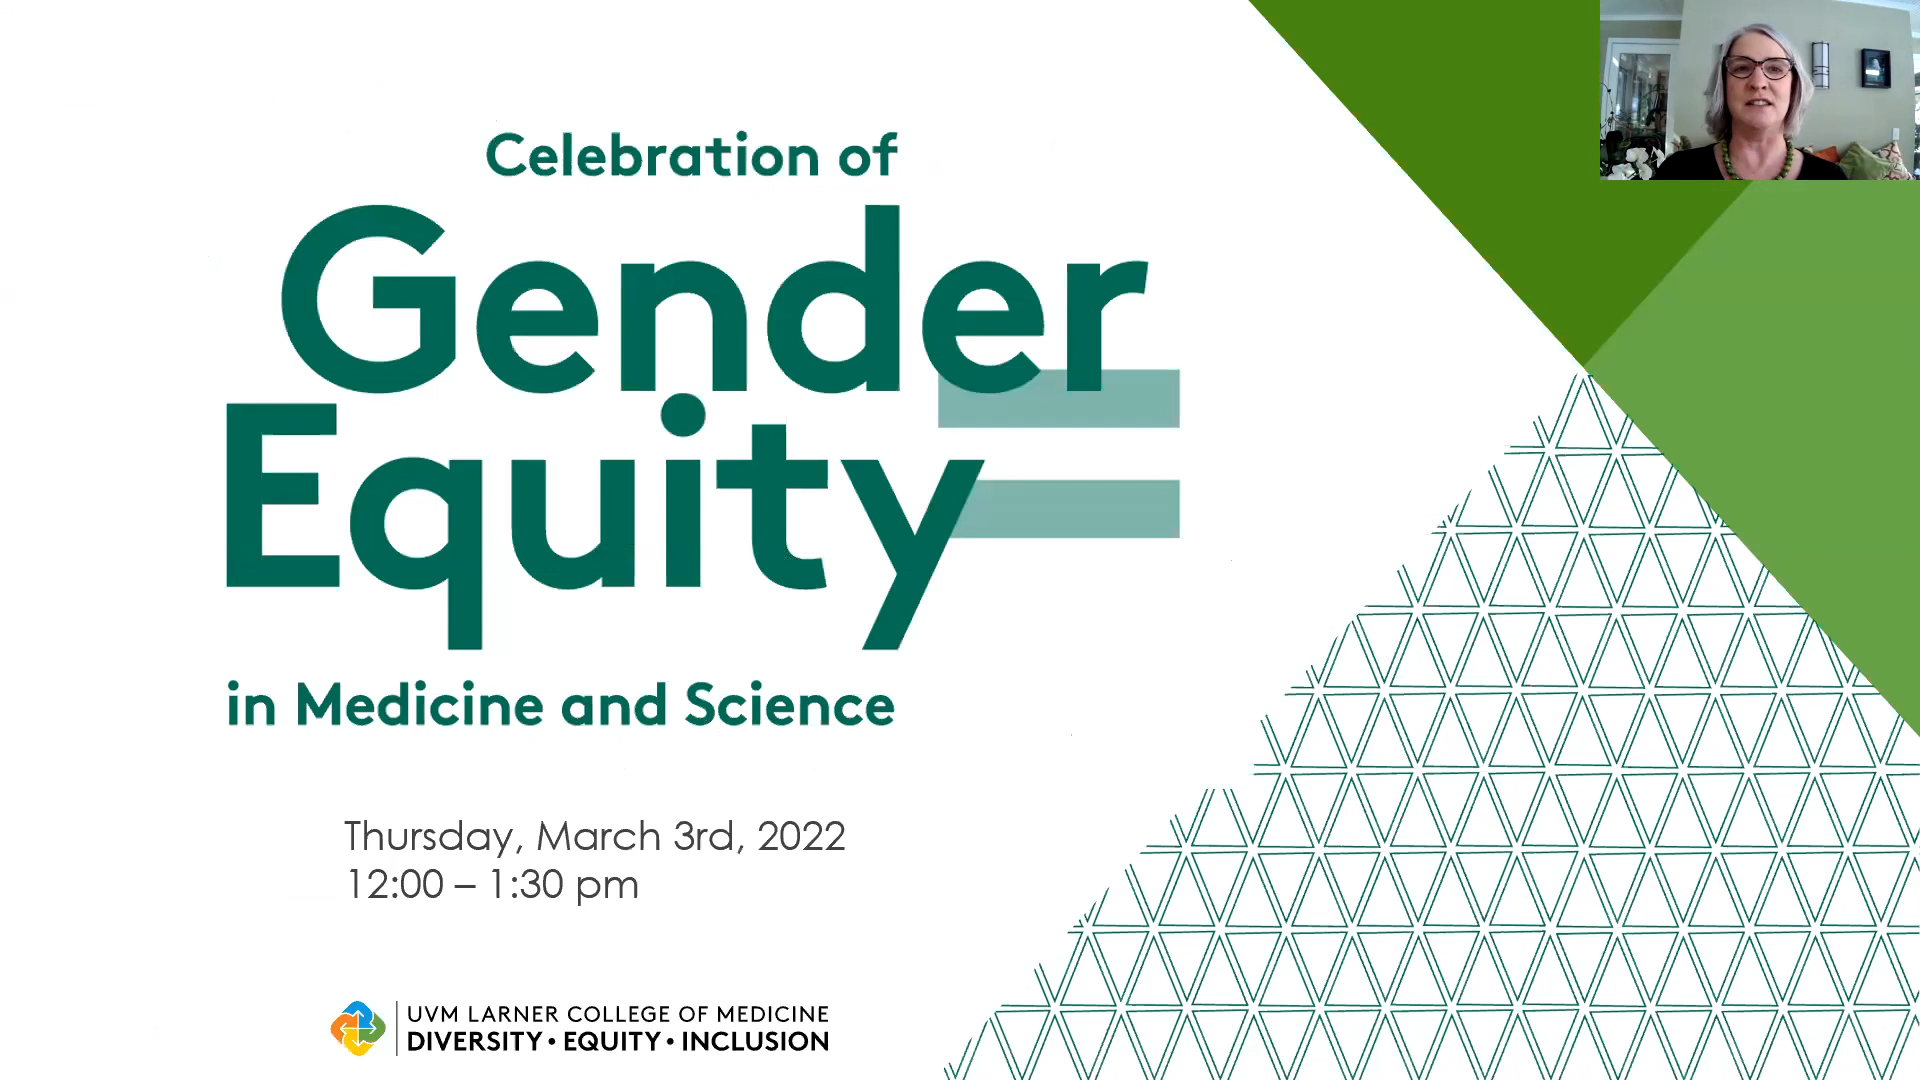 Celebration of
Gender
Equity
in Medicine and Science
Thursday, March 3rd, 2022
12:00 – 1:30 pm
UVM LARNER COLLEGE OF MEDICINE
DIVERSITY • EQUITY • INCLUSION